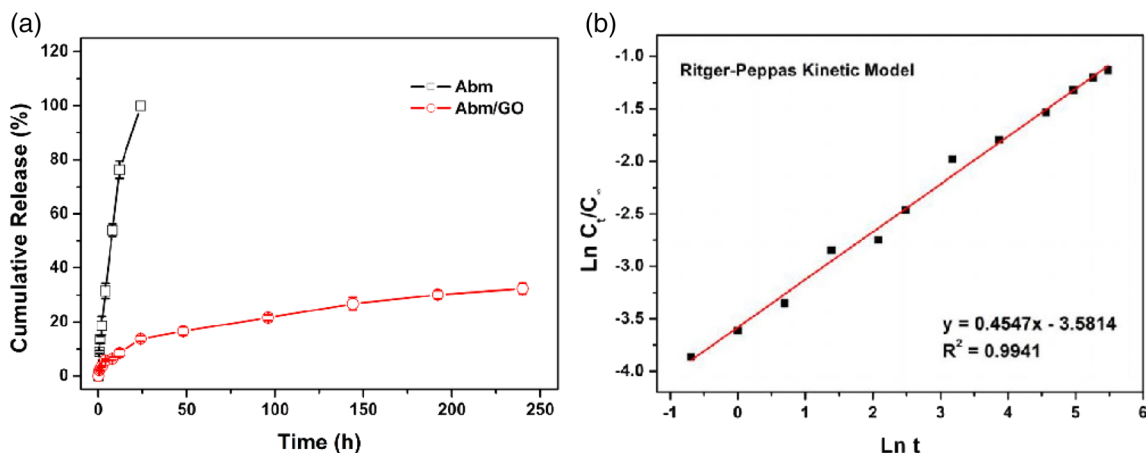 (a)
120
100
80
60
40
20
0
Cumulative Release (%)
Abm
Abm/GO
0
50
100
150
200
250
Time (h)
(b)
-1.0
-1.5
-2.0
-2.5
-3.0
-3.5
-4.0
Ln C_t/C
Ritger-Peppas Kinetic Model
y = 0.4547x - 3.5814
R² = 0.9941
-1
0
1
2
3
4
5
6
Ln t